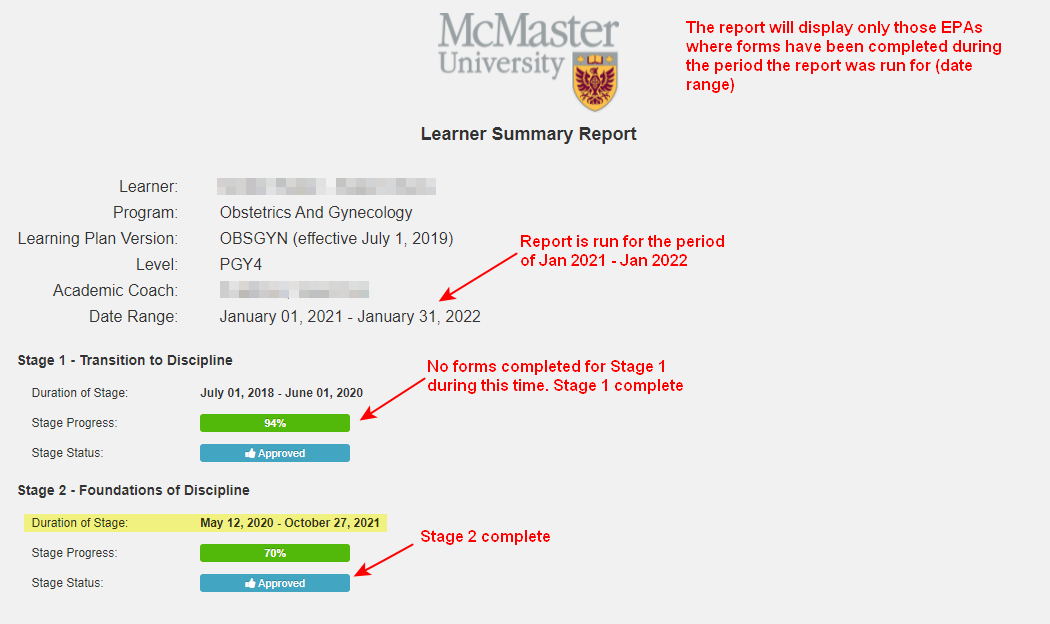 McMaster
University
The report will display only those EPAs
where forms have been completed during
the period the report was run for (date
range)
Learner Summary Report
Learner:
Program: Obstetrics And Gynecology
Learning Plan Version: OBSGYN (effective July 1, 2019)
Level: PGY4
Academic Coach:
Date Range: January 01, 2021 - January 31, 2022
Report is run for the period
of Jan 2021 - Jan 2022
Stage 1 - Transition to Discipline
Duration of Stage: July 01, 2018 - June 01, 2020
Stage Progress: 94%
Stage Status: Approved
No forms completed for Stage 1
during this time. Stage 1 complete
Stage 2 - Foundations of Discipline
Duration of Stage: May 12, 2020 - October 27, 2021
Stage Progress: 70%
Stage Status: Approved
Stage 2 complete